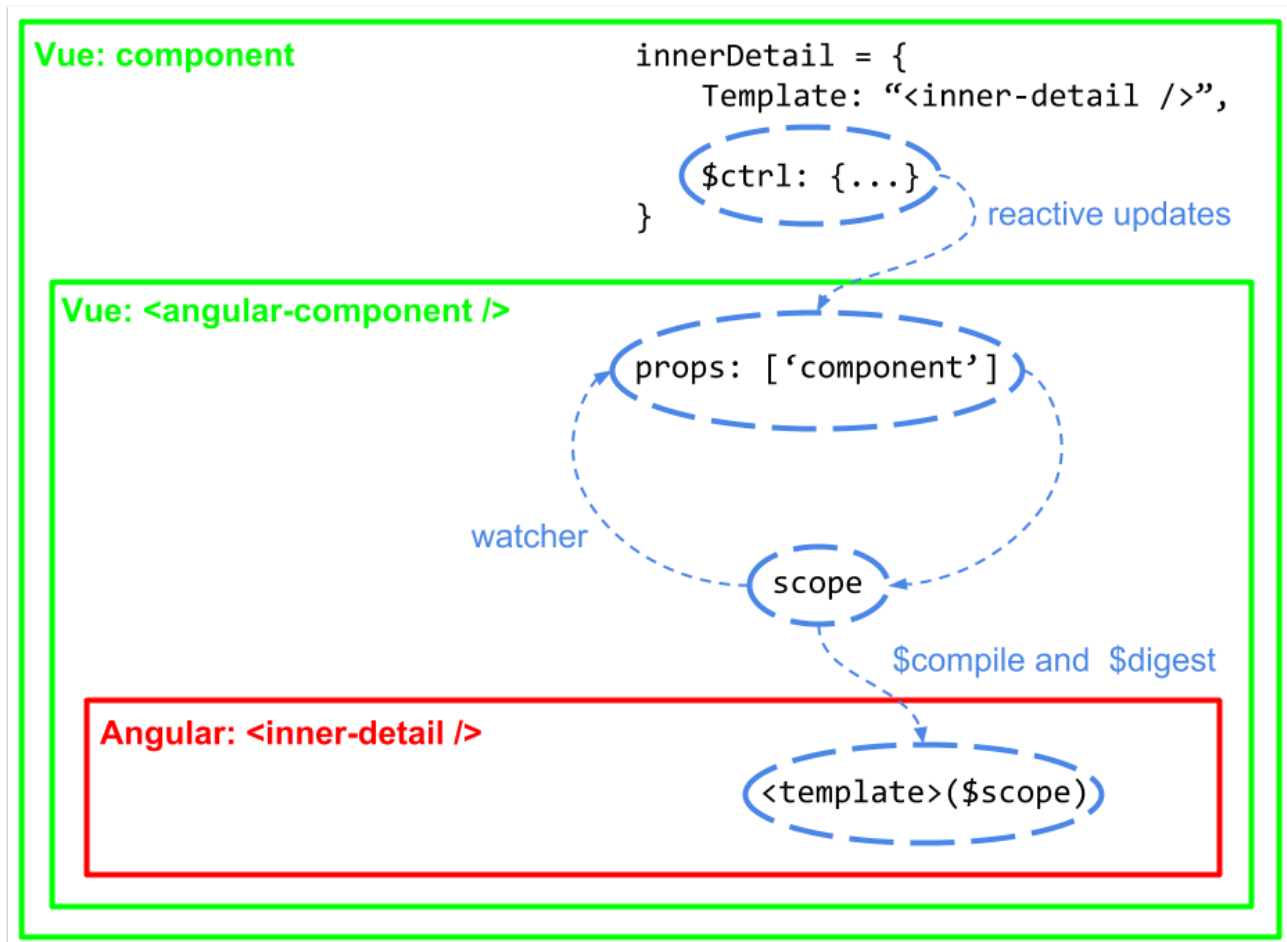 Vue: component
innerDetail = {
Template: “<inner-detail />”,
$ctrl: {...}
}
reactive updates
Vue: <angular-component />
props: [‘component’]
watcher
scope
$compile and  $digest
Angular: <inner-detail />
<template>($scope)